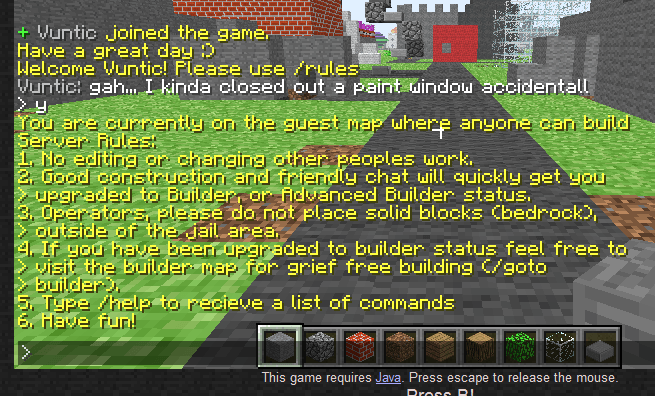 + Vuntic joined the game.
Have a great day :)
Welcome Vuntic! Please use /rules
Vuntic: gah... I kinda closed out a paint window accidentall
> y
You are currently on the guest map where anyone can build
Server Rules:
1. No editing or changing other peoples work.
2. Good construction and friendly chat will quickly get you
> upgraded to Builder, or Advanced Builder status.
3. Operators, please do not place solid blocks (bedrock),
> outside of the jail area.
4. If you have been upgraded to builder status feel free to
> visit the builder map for grief free building (/goto
> builder).
5. Type /help to recieve a list of commands
6. Have fun!
>
This game requires Java. Press escape to release the mouse.
Press B!